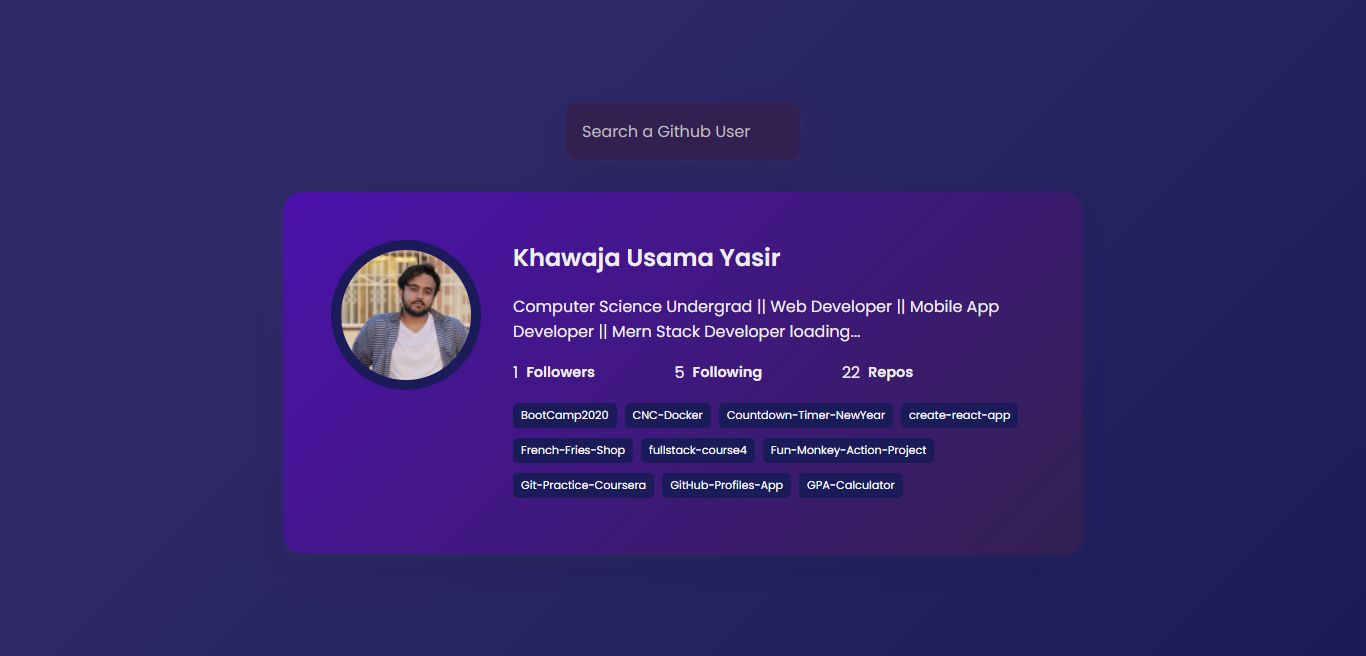 Search a Github User
Khawaja Usama Yasir
Computer Science Undergrad || Web Developer || Mobile App
Developer || Mern Stack Developer loading...
1 Followers 5 Following 22 Repos
BootCamp2020 CNC-Docker Countdown-Timer-NewYear create-react-app
French-Fries-Shop fullstack-course4 Fun-Monkey-Action-Project
Git-Practice-Coursera GitHub-Profiles-App GPA-Calculator